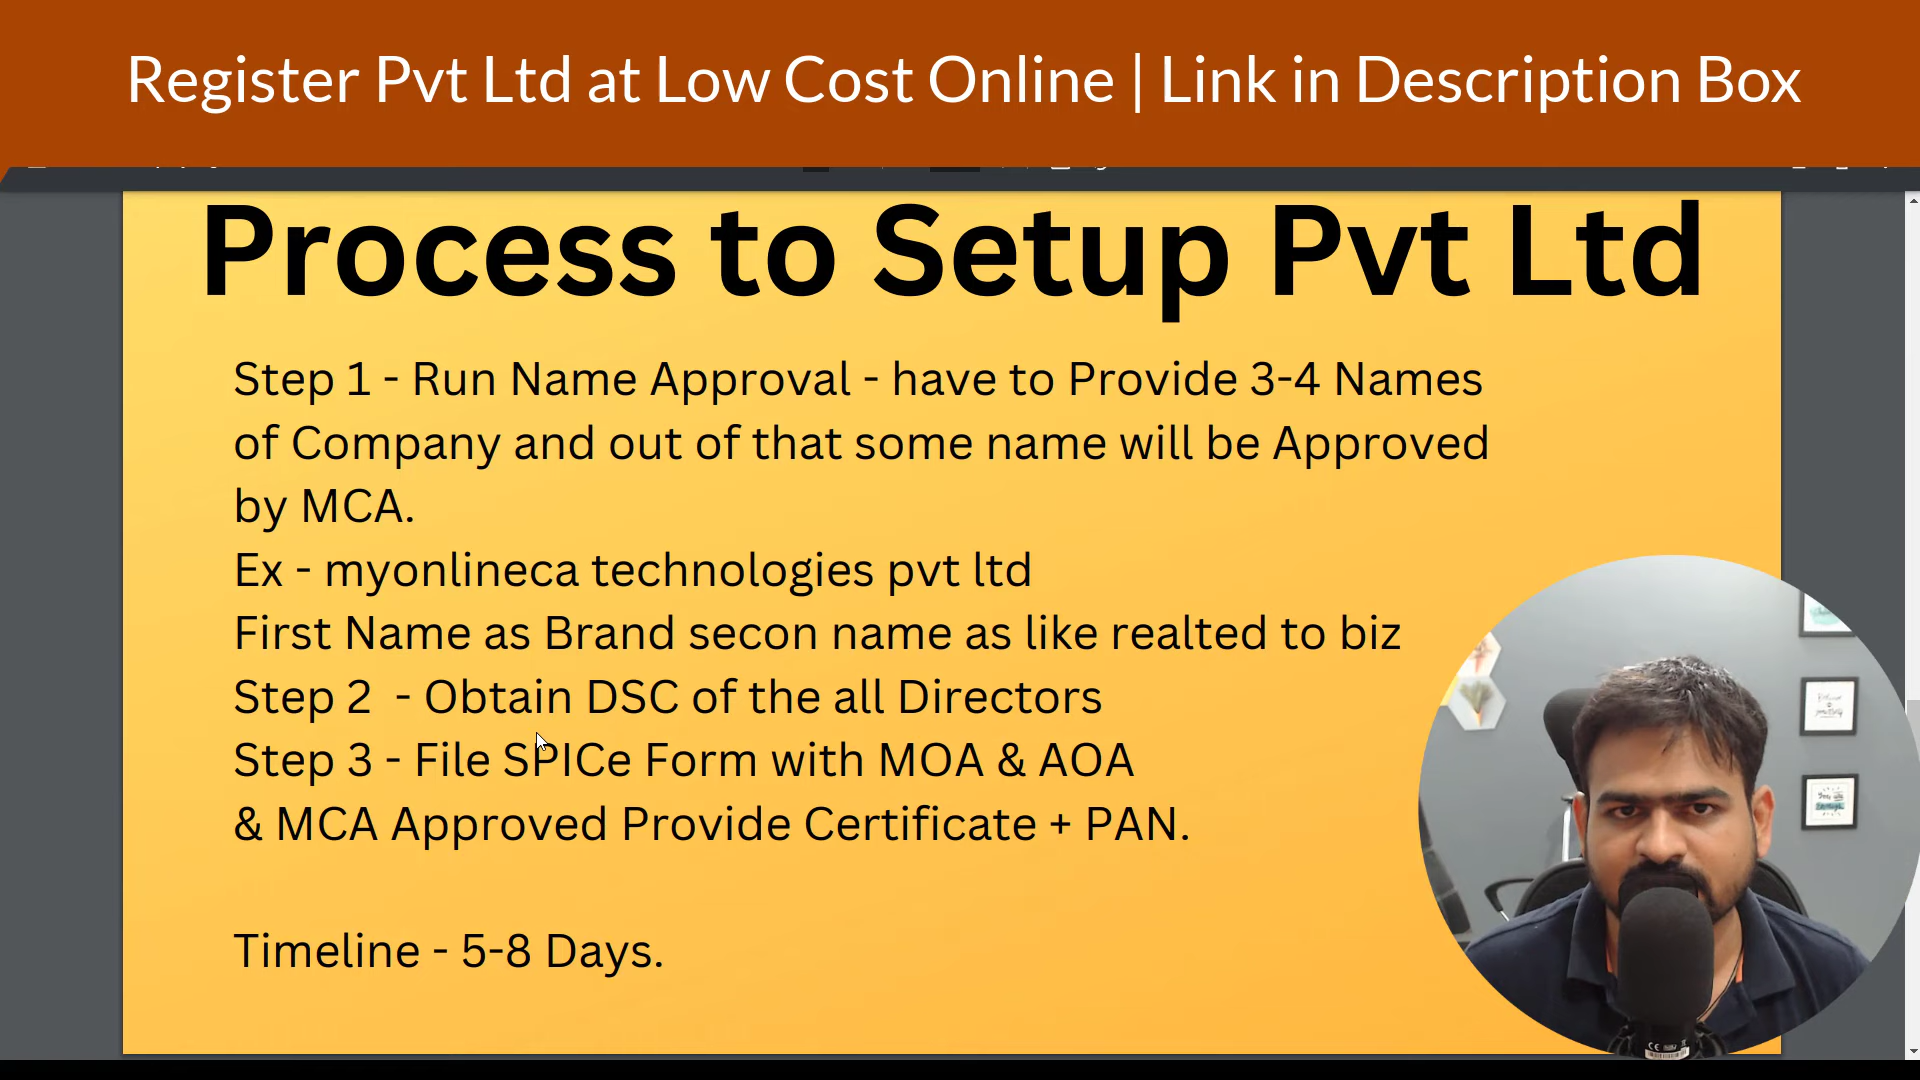 Register Pvt Ltd at Low Cost Online | Link in Description Box
Process to Setup Pvt Ltd
Step 1 - Run Name Approval - have to Provide 3-4 Names
of Company and out of that some name will be Approved
by MCA.
Ex - myonlineca technologies pvt ltd
First Name as Brand secon name as like realted to biz
Step 2 - Obtain DSC of the all Directors
Step 3 - File SPICe Form with MOA & AOA
& MCA Approved Provide Certificate + PAN.
Timeline - 5-8 Days.